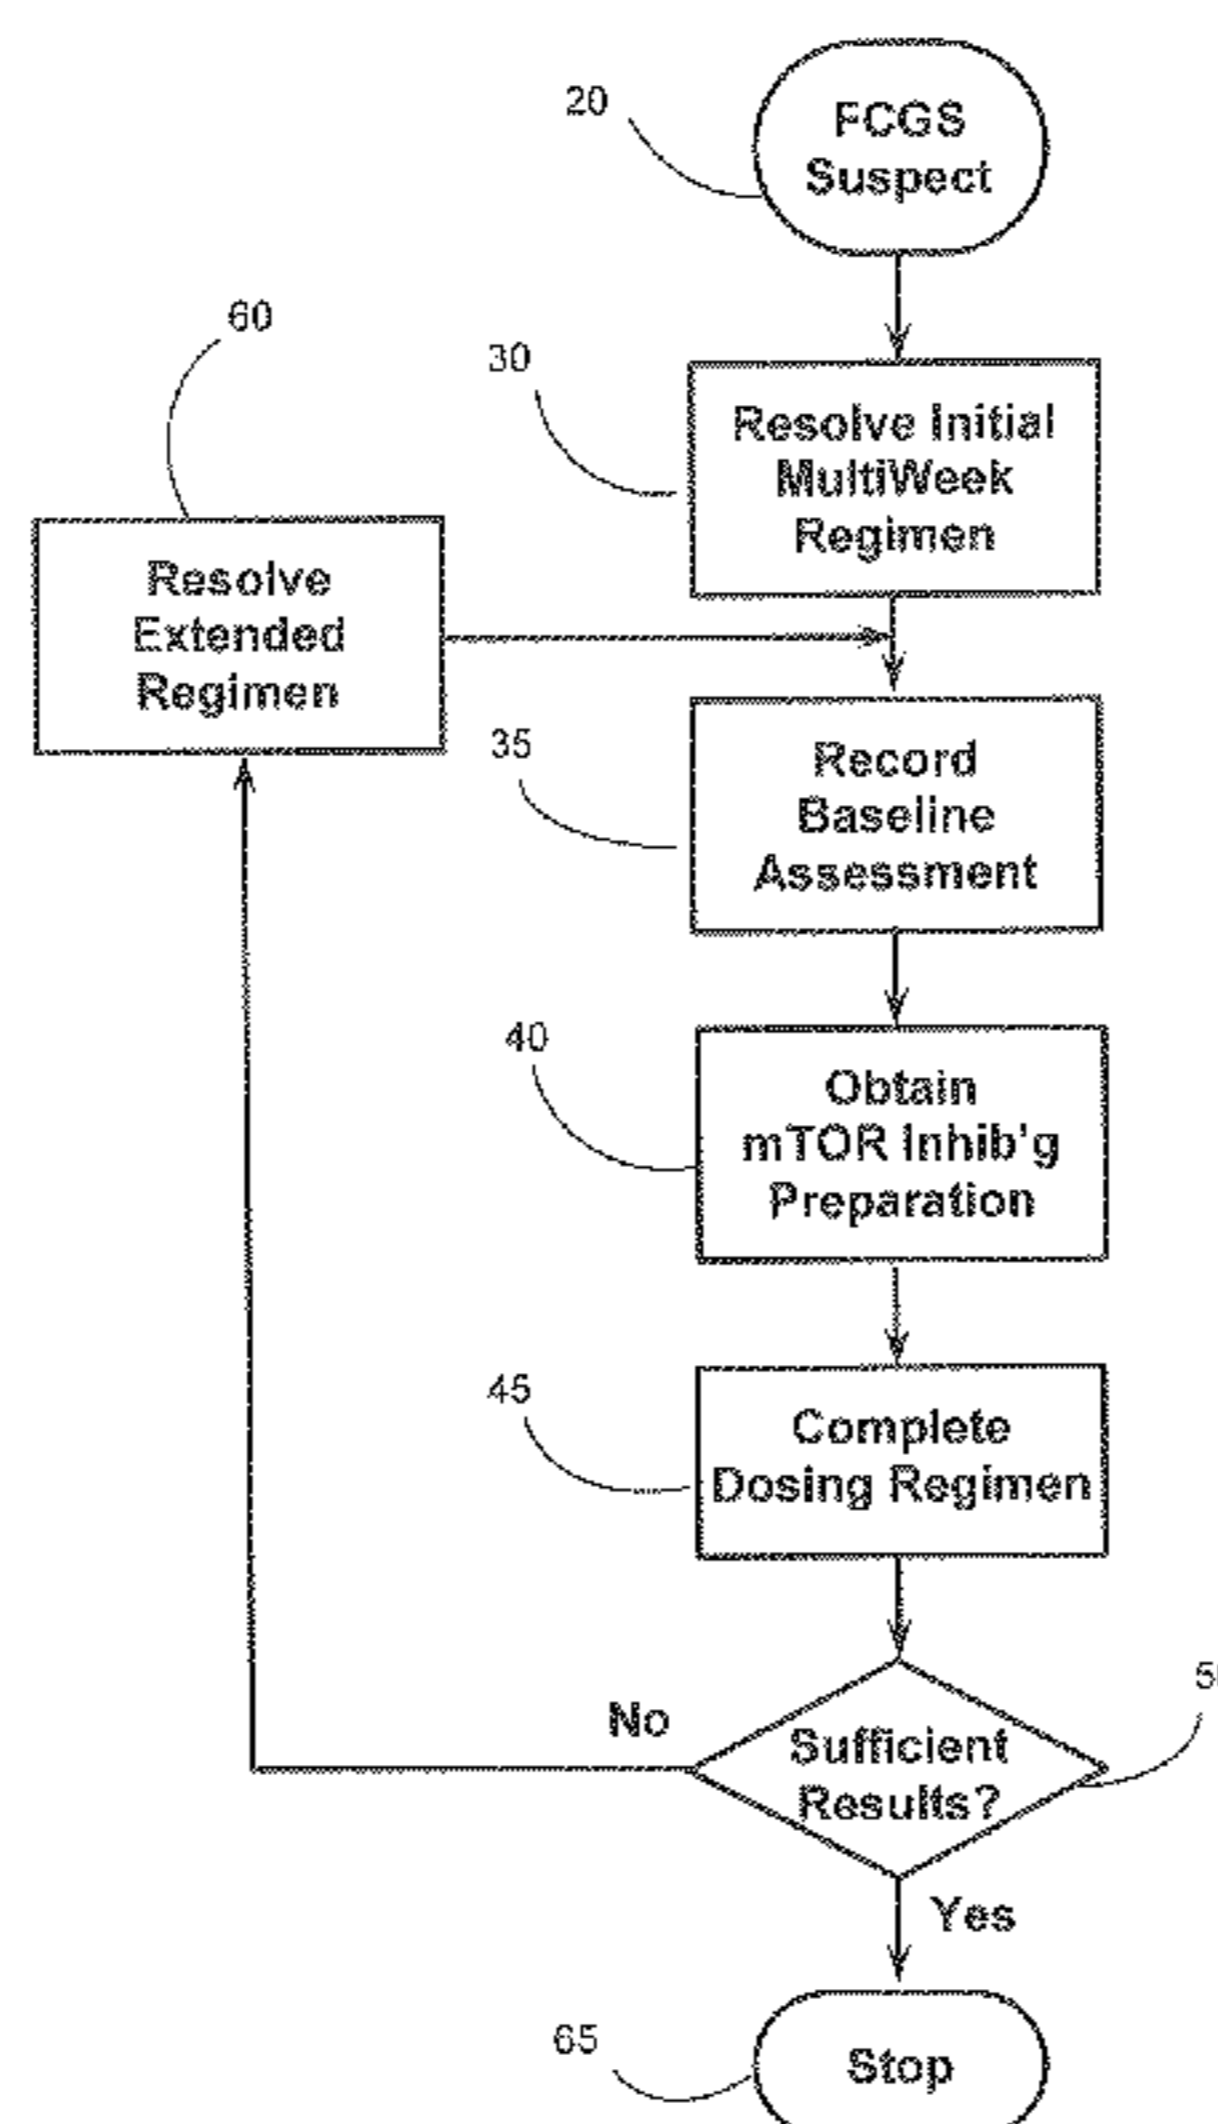 20
FCGS
Suspect
60
30
Resolve Initial
MultiWeek
Regimen
Resolve
Extended
Regimen
35
Record
Baseline
Assessment
40
Obtain
mTOR Inhib'g
Preparation
45
Complete
Dosing Regimen
No
Sufficient
Results?
Yes
65
Stop